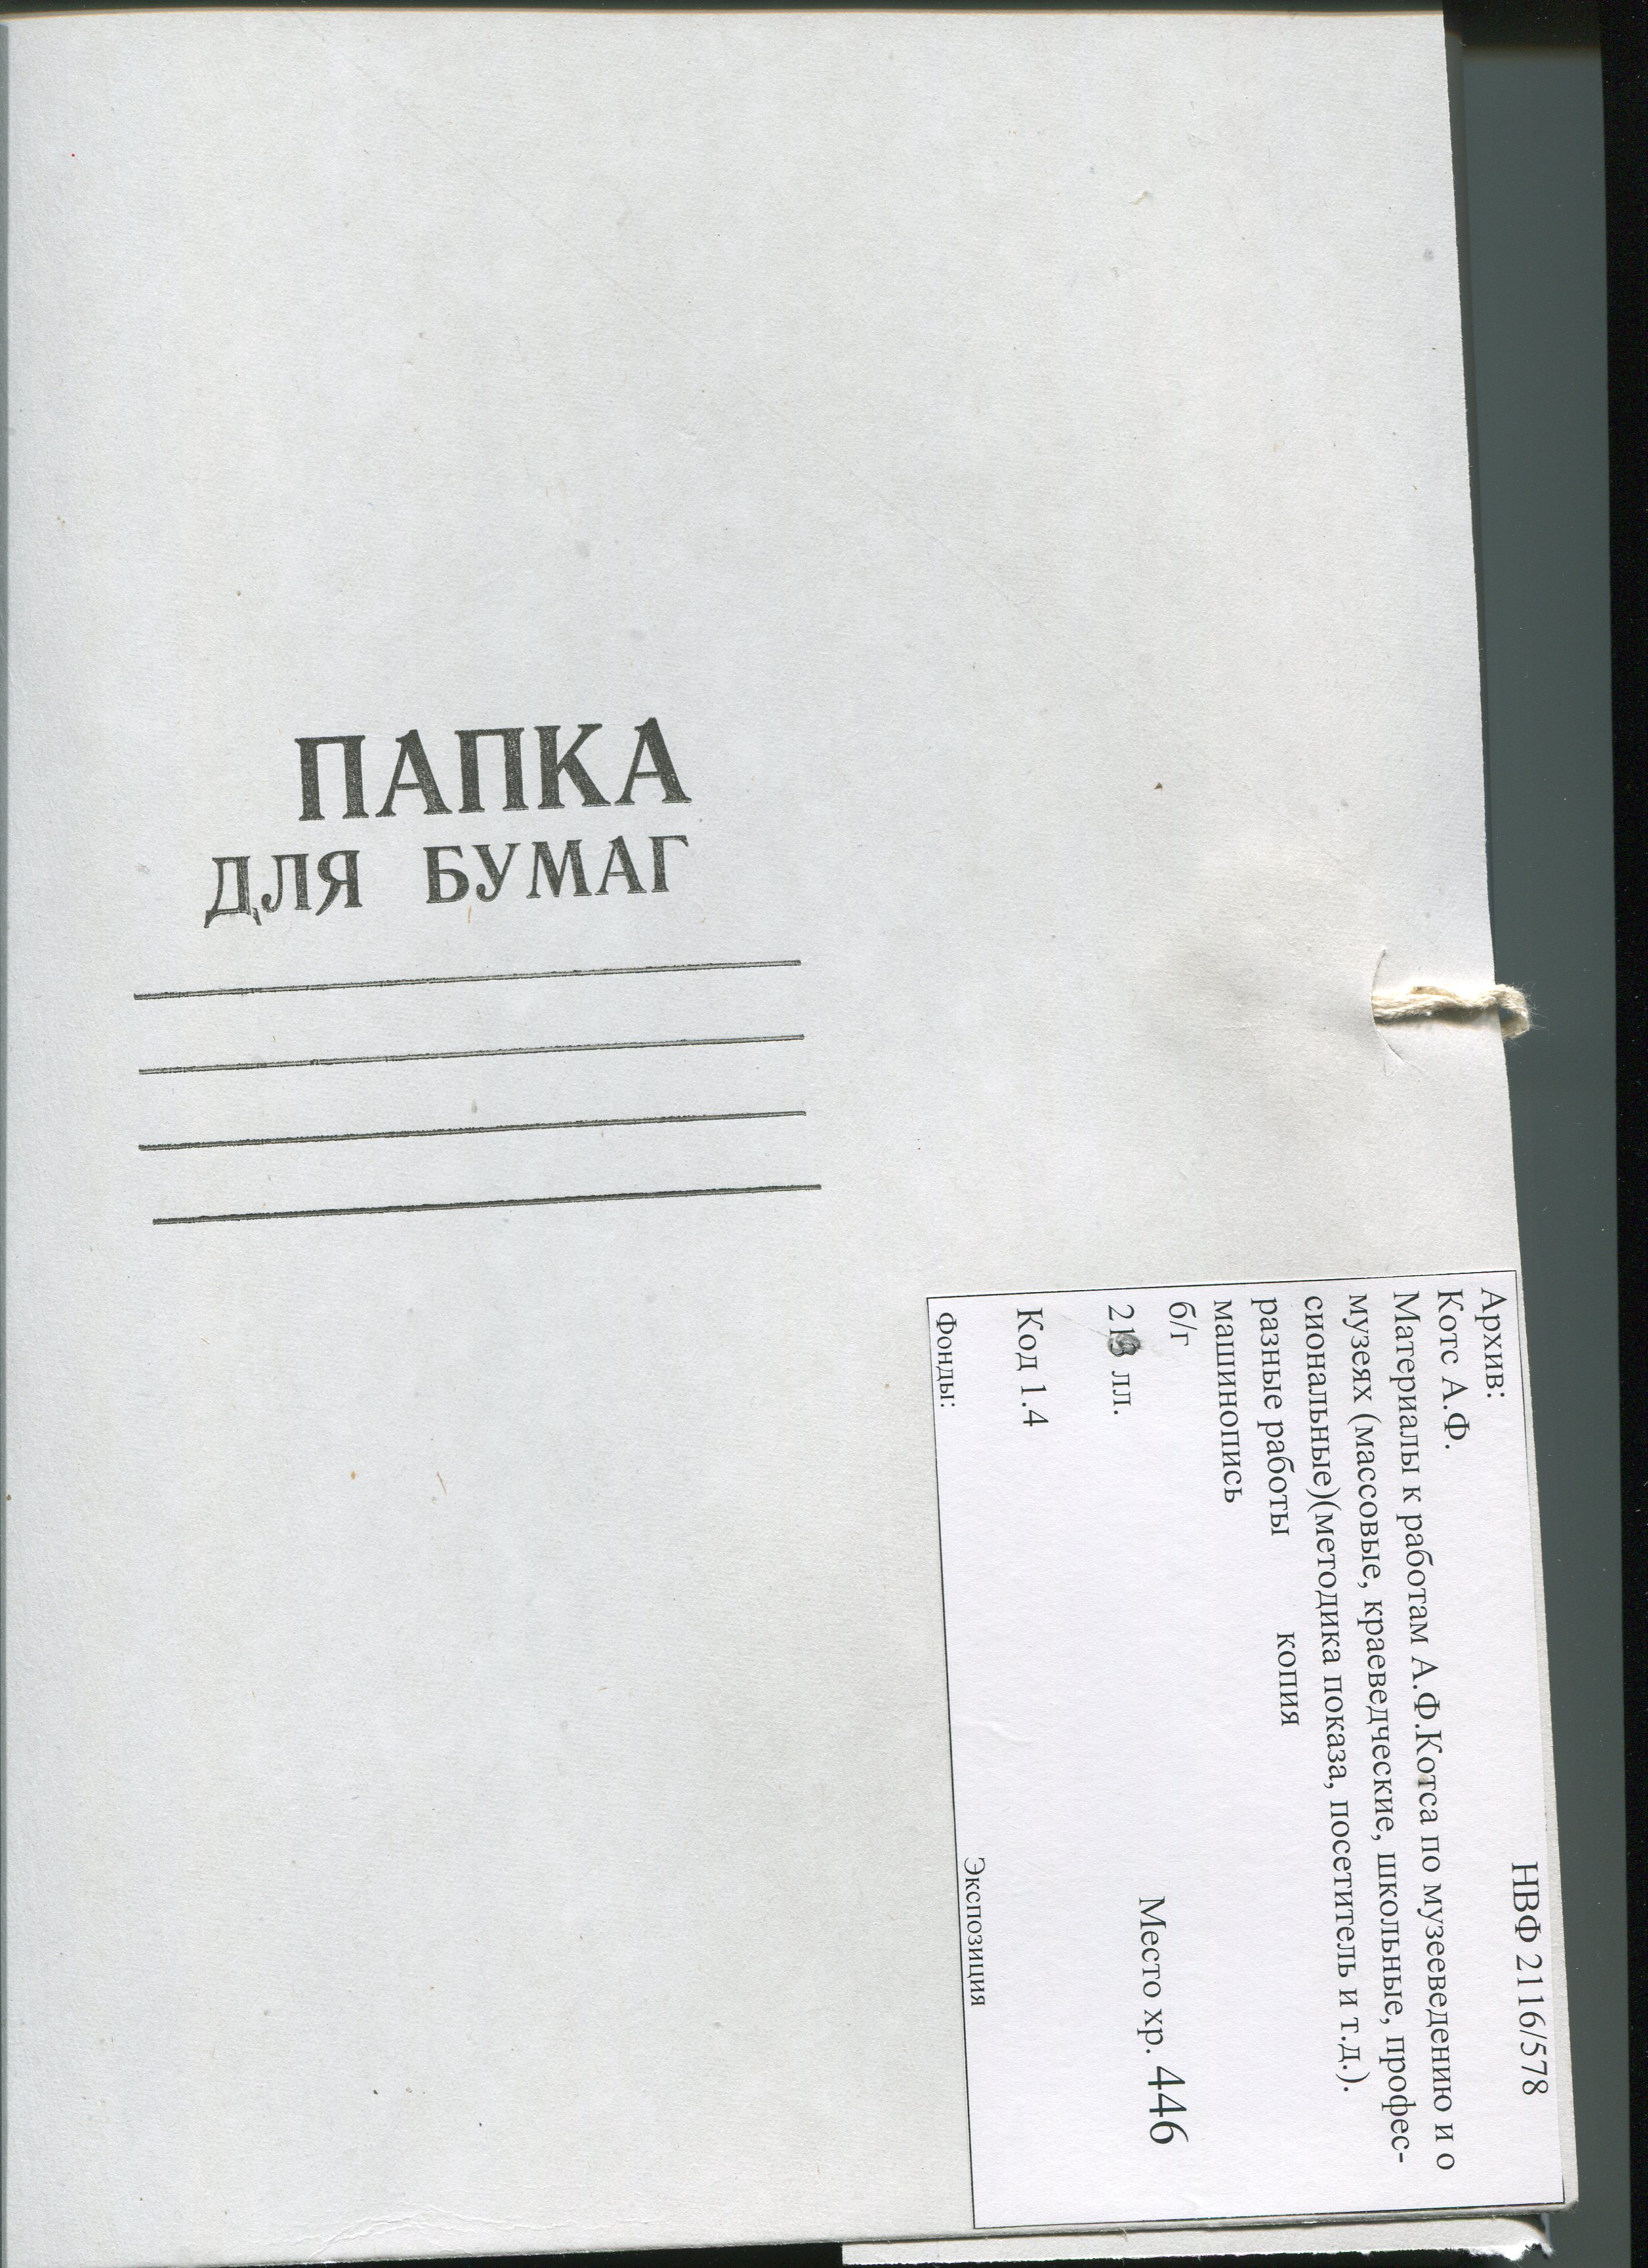 ПАПКА
ДЛЯ БУМАГ
НВФ 2116/578
Архив:
Котс А.Ф.
Материалы к работам А.Ф.Котса по музееведению и о
музеях (массовые, краеведческие, школьные, профес-
сиональные)(методика показа, посетитель и т.д.).
разные работы копия
машинопись
б/г
лл. Место хр. 446
Код 1.4
Фонды: Экспозиция